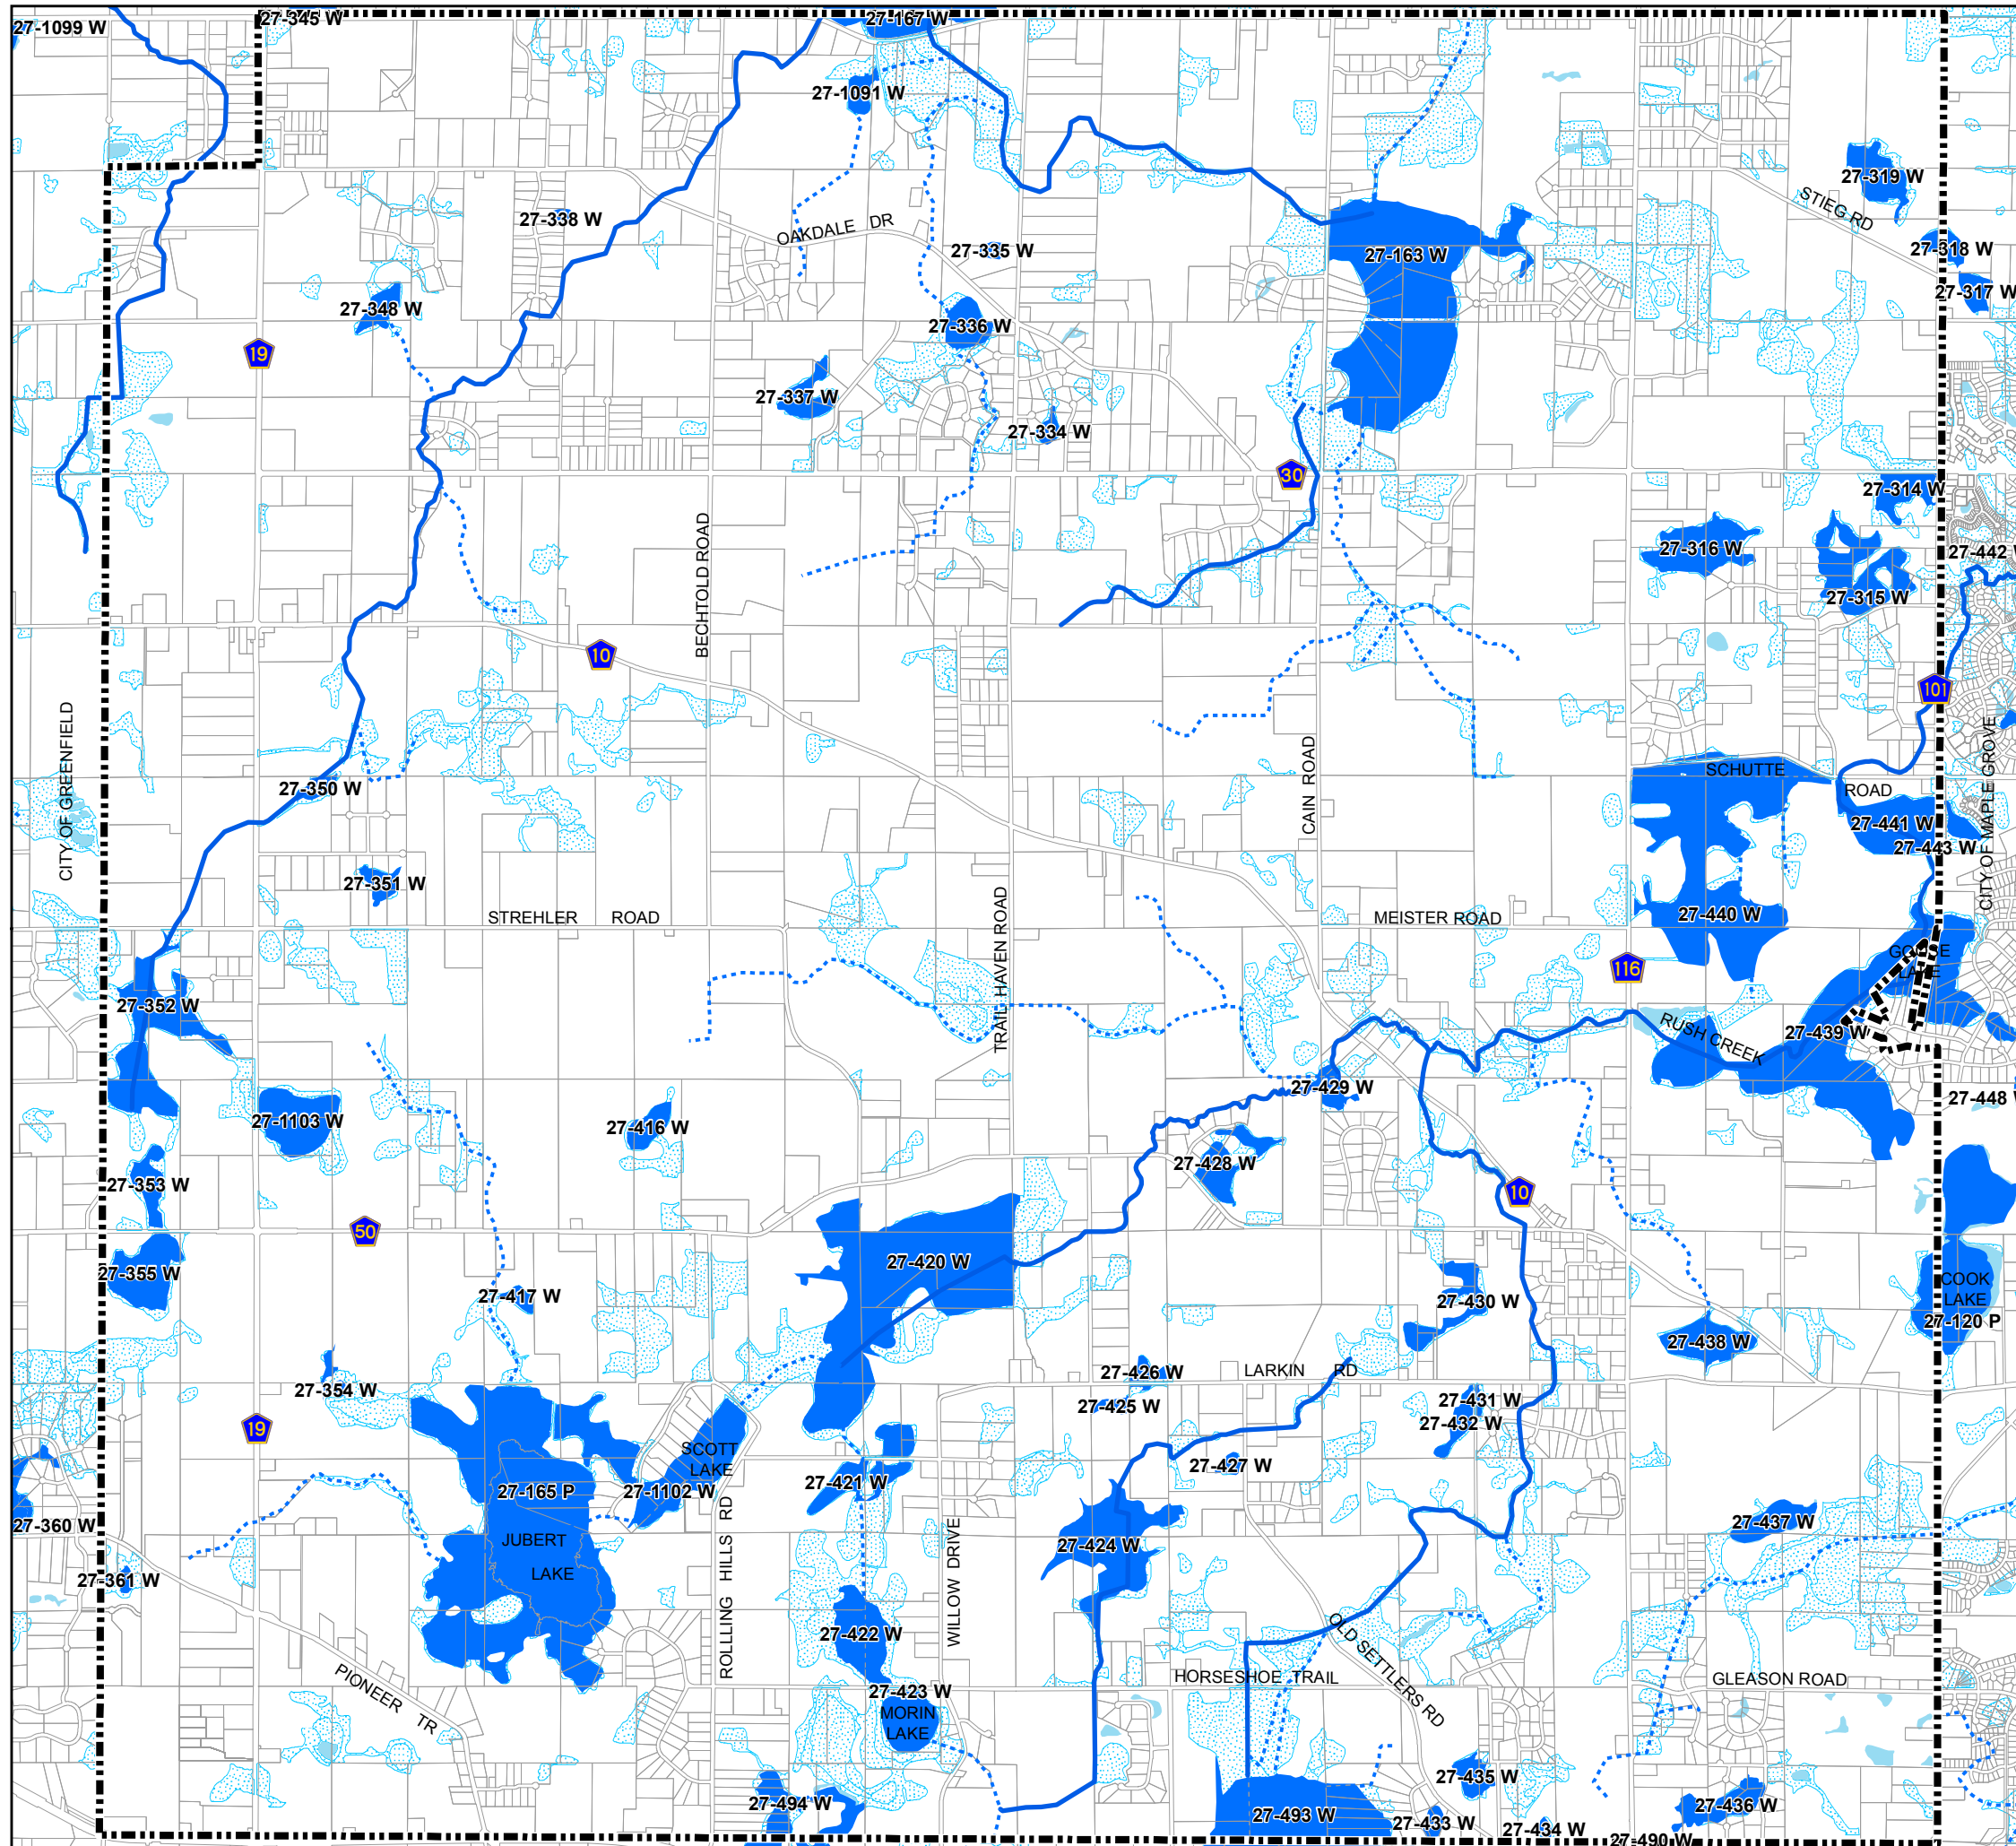 27-1099 W
27-345 W
27-167 W
27-1091 W
27-319 W
STIEG RD
27-338 W
OAKDALE DR
27-335 W
27-163 W
27-318 W
27-317 W
27-348 W
27-336 W
19
27-337 W
27-334 W
30
27-314 W
27-316 W
27-442
27-315 W
BECHTOLD ROAD
10
101
CITY OF GREENFIELD
CITY OF MAPLE GROVE
CAIN ROAD
SCHUTTE
ROAD
27-350 W
27-441 W
27-443 W
27-351 W
STREHLER ROAD
TRAIL HAVEN ROAD
MEISTER ROAD
27-440 W
GOOSE
LAKE
116
27-352 W
RUSH CREEK
27-439 W
27-429 W
27-448
27-1103 W
27-416 W
27-428 W
27-353 W
10
50
27-355 W
27-420 W
27-417 W
27-430 W
COOK
LAKE
27-120 P
27-438 W
27-354 W
27-426 W
LARKIN RD
27-425 W
27-431 W
27-432 W
19
SCOTT
LAKE
27-421 W
27-427 W
27-165 P
27-1102 W
27-360 W
27-437 W
JUBERT
LAKE
27-424 W
ROLLLING HILLS RD
WILLOW DRIVE
27-361 W
27-422 W
OLD SETTLERS RD
PIONEER TR
HORSESHOE TRAIL
GLEASON ROAD
27-423 W
MORIN
LAKE
27-435 W
27-494 W
27-493 W
27-433 W
27-434 W
27-436 W
27-490 W